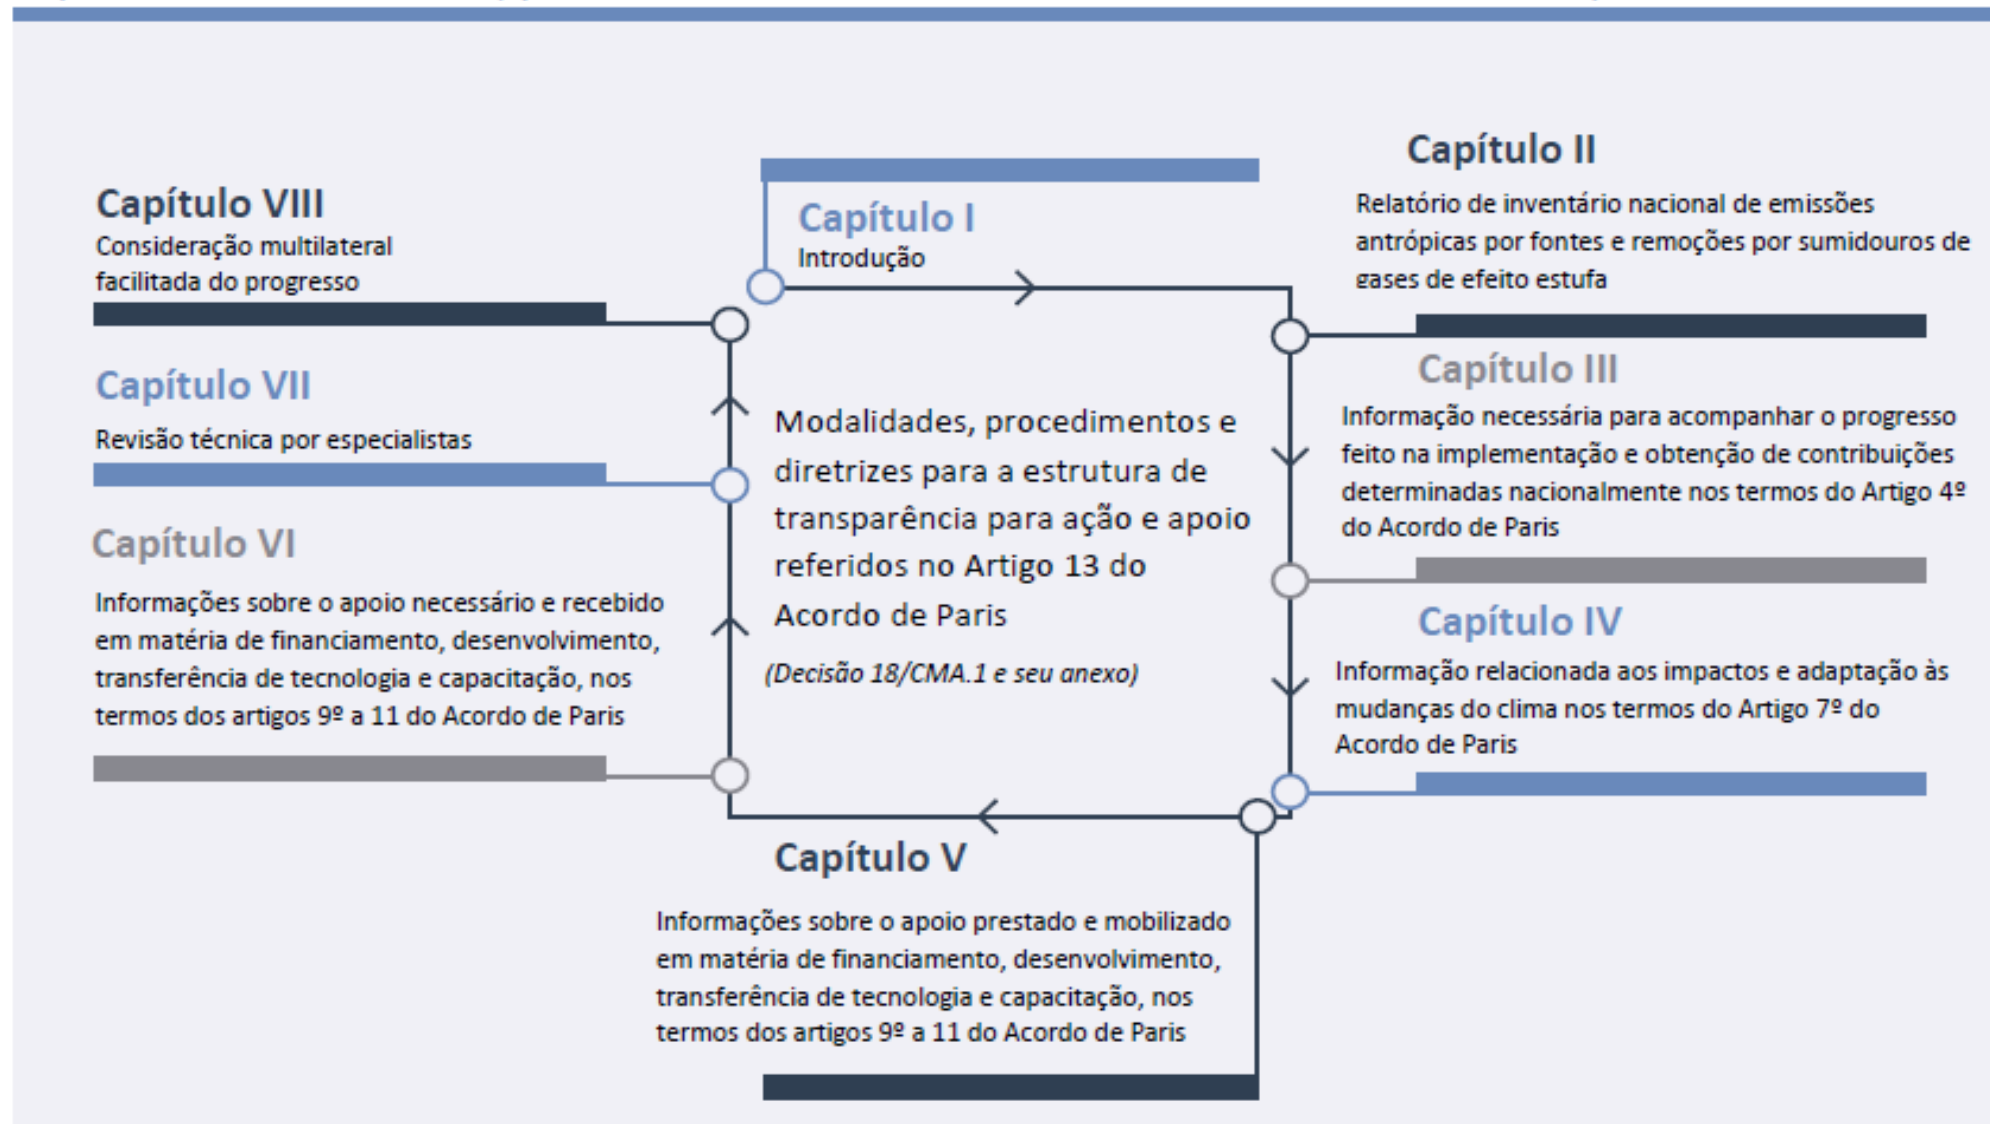 Capítulo I
Introdução
Capítulo II
Relatório de inventário nacional de emissões
antrópicas por fontes e remoções por sumidouros de
gases de efeito estufa
Capítulo III
Informação necessária para acompanhar o progresso
feito na implementação e obtenção de contribuições
determinadas nacionalmente nos termos do Artigo 4º
do Acordo de Paris
Capítulo IV
Informação relacionada aos impactos e adaptação às
mudanças do clima nos termos do Artigo 7º do
Acordo de Paris
Capítulo V
Informações sobre o apoio prestado e mobilizado
em matéria de financiamento, desenvolvimento,
transferência de tecnologia e capacitação, nos
termos dos artigos 9º a 11 do Acordo de Paris
Capítulo VI
Informações sobre o apoio necessário e recebido
em matéria de financiamento, desenvolvimento,
transferência de tecnologia e capacitação, nos
termos dos artigos 9º a 11 do Acordo de Paris
Capítulo VII
Revisão técnica por especialistas
Capítulo VIII
Consideração multilateral
facilitada do progresso
Modalidades, procedimentos e
diretrizes para a estrutura de
transparência para ação e apoio
referidos no Artigo 13 do
Acordo de Paris
(Decisão 18/CMA.1 e seu anexo)